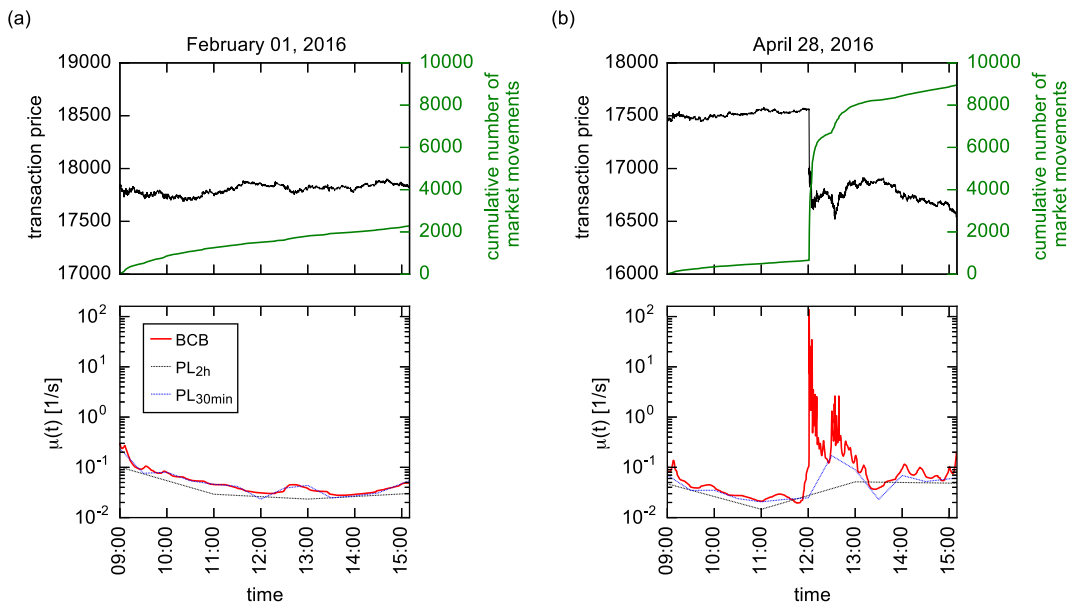 (a)
February 01, 2016
19000
18500
18000
17500
17000
transaction price
10000
8000
6000
4000
2000
0
cumulative number of
market movements
10²
10¹
10⁰
10⁻¹
10⁻²
μ(t) [1/s]
BCB
PL2h
PL30min
09:00
10:00
11:00
12:00
13:00
14:00
15:00
time
(b)
April 28, 2016
18000
17500
17000
16500
16000
transaction price
10000
8000
6000
4000
2000
0
cumulative number of
market movements
10²
10¹
10⁰
10⁻¹
10⁻²
μ(t) [1/s]
09:00
10:00
11:00
12:00
13:00
14:00
15:00
time